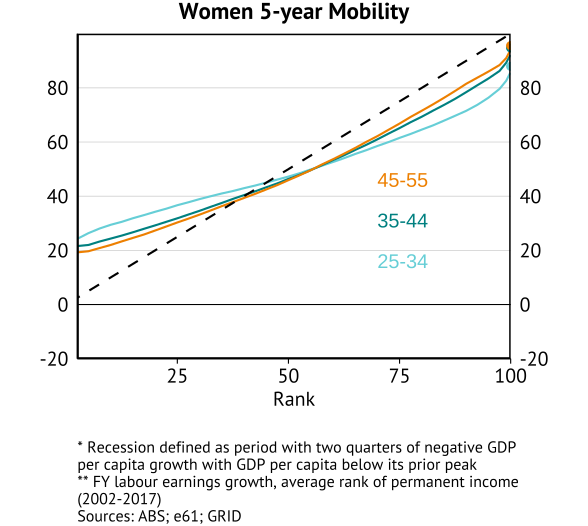 Women 5-year Mobility
80 80
60 60
45-55
40 40
35-44
25-34
20 20
0 0
-20 -20
25 50 75 100
Rank
* Recession defined as period with two quarters of negative GDP
per capita growth with GDP per capita below its prior peak
** FY labour earnings growth, average rank of permanent income
(2002-2017)
Sources: ABS; e61; GRID